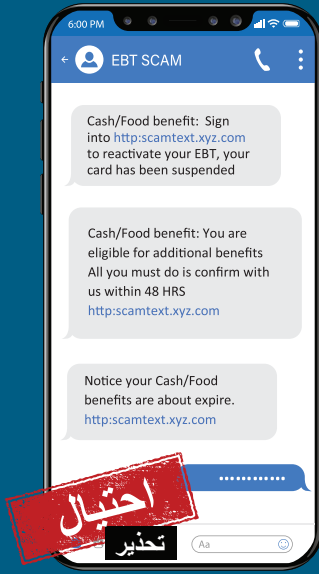 6:00 PM
EBT SCAM
Cash/Food benefit: Sign
into http:scamtext.xyz.com
to reactivate your EBT, your
card has been suspended
Cash/Food benefit: You are
eligible for additional benefits
All you must do is confirm with
us within 48 HRS
http:scamtext.xyz.com
Notice your Cash/Food
benefits are about expire.
http:scamtext.xyz.com
احتيال
تحذير
Aa